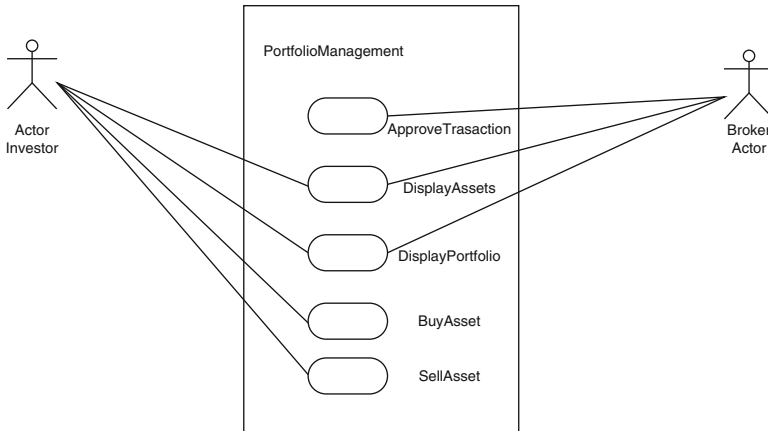 PortfolioManagement
Actor
Investor
ApproveTrasaction
Broker
Actor
DisplayAssets
DisplayPortfolio
BuyAsset
SellAsset